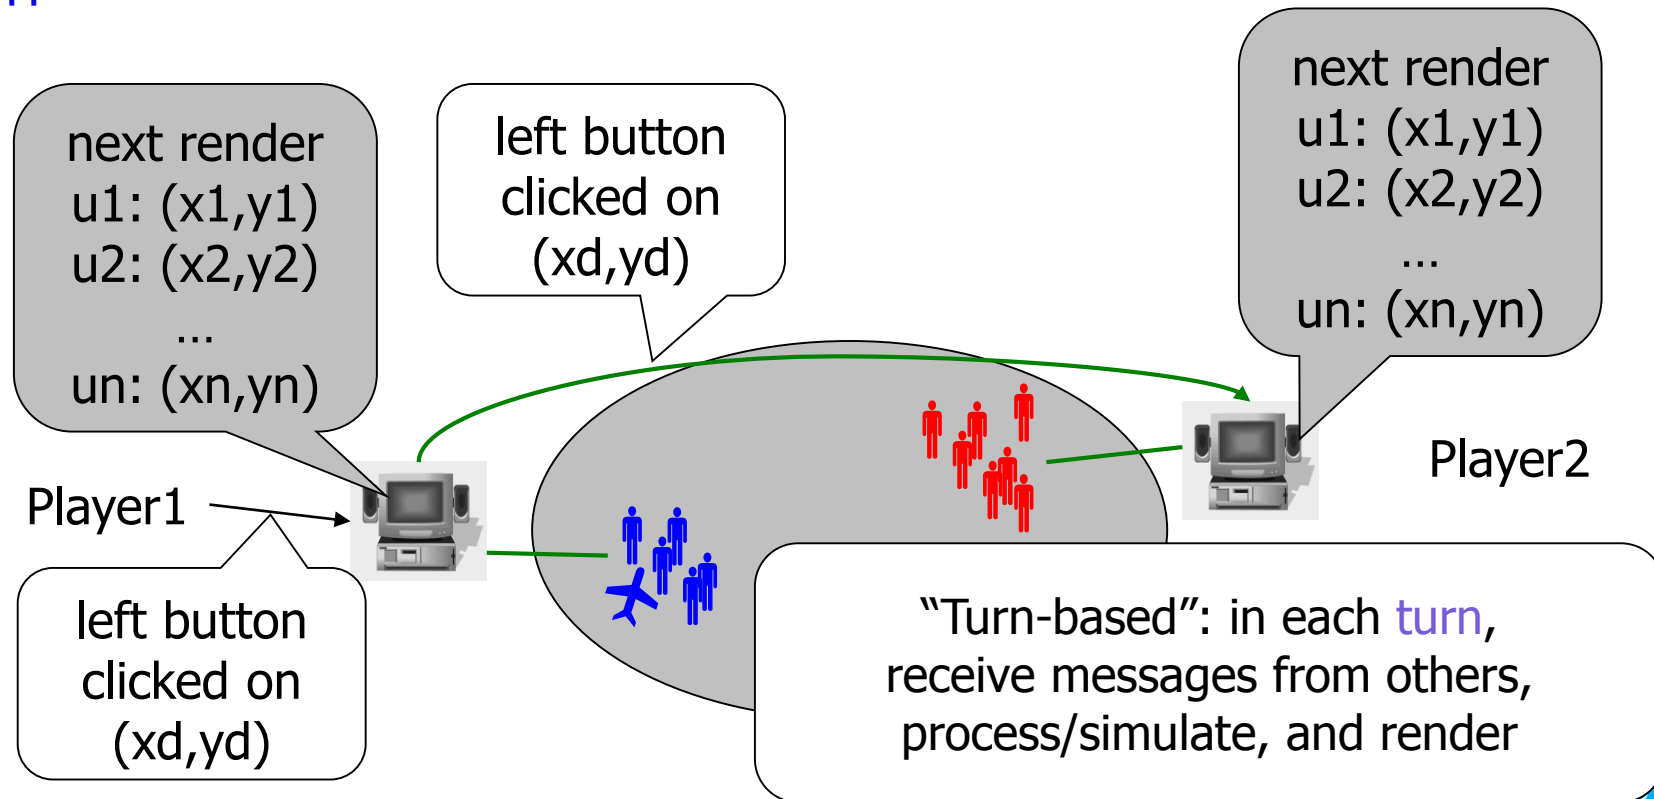 next render
u1: (x1,y1)
u2: (x2,y2)
...
un: (xn,yn)
left button
clicked on
(xd,yd)
next render
u1: (x1,y1)
u2: (x2,y2)
...
un: (xn,yn)
Player1
Player2
left button
clicked on
(xd,yd)
“Turn-based”: in each turn,
receive messages from others,
process/simulate, and render